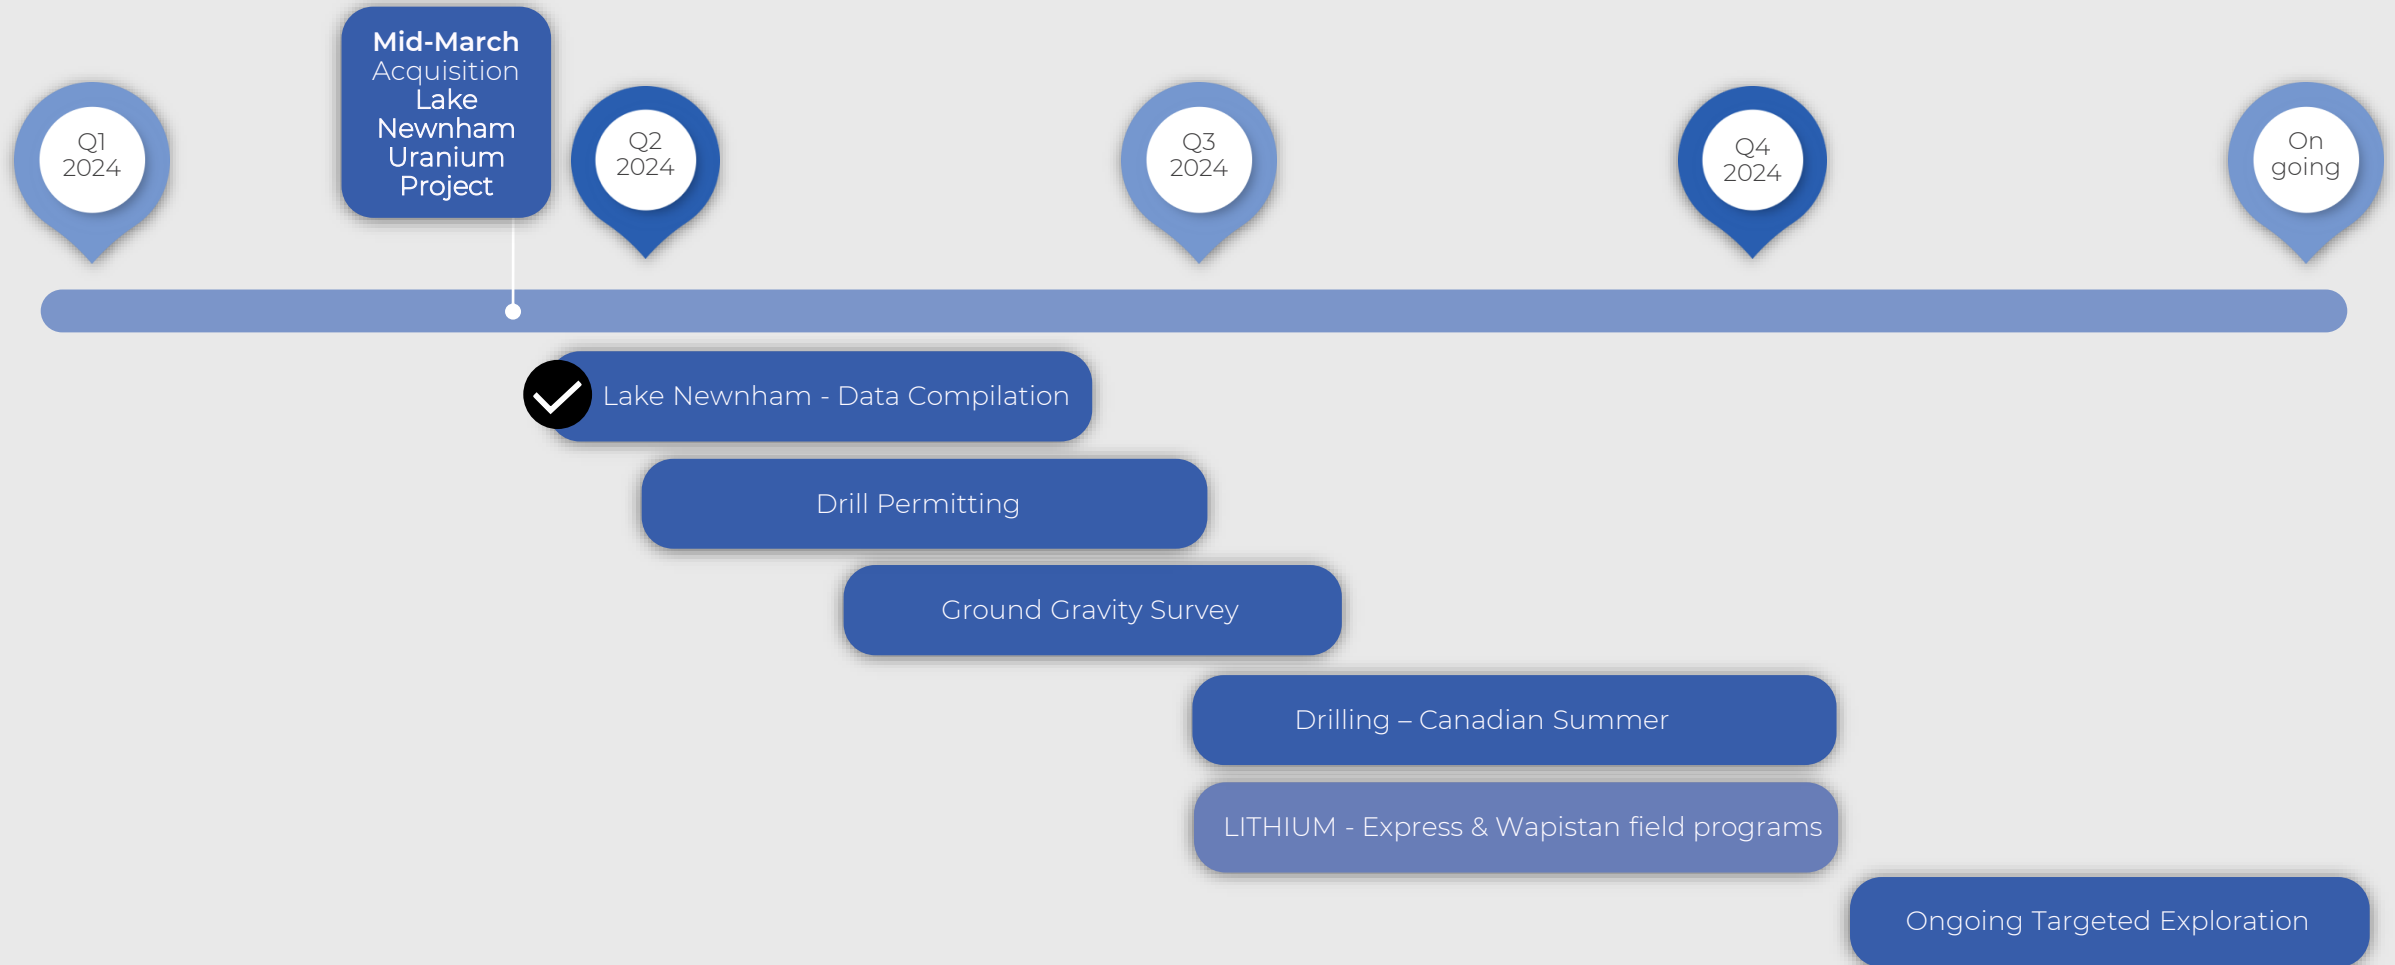 Mid-March
Acquisition
Lake
Newnham
Uranium
Project
Q1
2024
Q2
2024
Q3
2024
Q4
2024
On
going
Lake Newnham - Data Compilation
Drill Permitting
Ground Gravity Survey
Drilling – Canadian Summer
LITHIUM - Express & Wapistan field programs
Ongoing Targeted Exploration